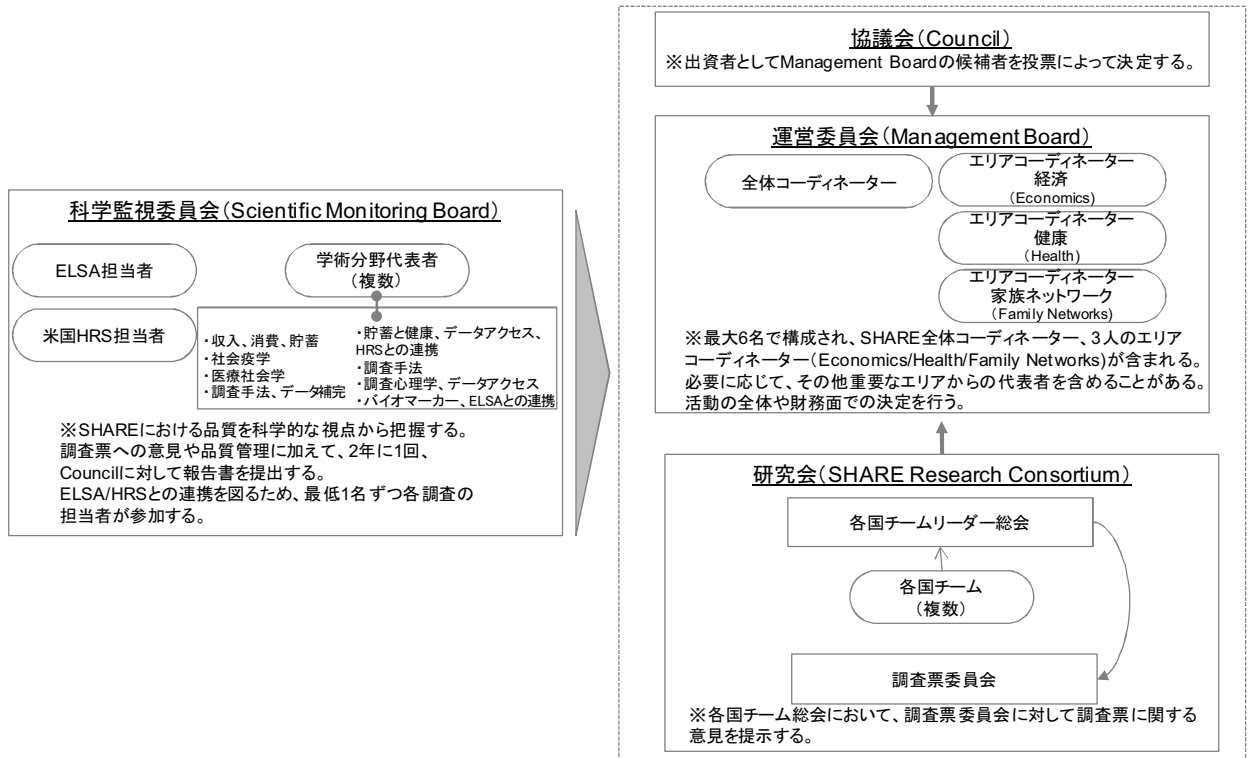 科学監視委員会(Scientific Monitoring Board)
ELSA担当者
米国HRS担当者
学術分野代表者
(複数)
・収入、消費、貯蓄
・社会疫学
・医療社会学
・調査手法、データ補完
・貯蓄と健康、データアクセス、
HRSとの連携
・調査手法
・調査心理学、データアクセス
・バイオマーカー、ELSAとの連携
※SHAREにおける品質を科学的な視点から把握する。
調査票への意見や品質管理に加えて、2年に1回、
Councilに対して報告書を提出する。
ELSA/HRSとの連携を図るため、最低1名ずつ各調査の
担当者が参加する。
協議会(Council)
※出資者としてManagement Boardの候補者を投票によって決定する。
運営委員会(Management Board)
全体コーディネーター
エリアコーディネーター
経済
(Economics)
エリアコーディネーター
健康
(Health)
エリアコーディネーター
家族ネットワーク
(Family Networks)
※最大6名で構成され、SHARE全体コーディネーター、3人のエリア
コーディネーター(Economics/Health/Family Networks)が含まれる。
必要に応じて、その他重要なエリアからの代表者を含めることがある。
活動の全体や財務面での決定を行う。
研究会(SHARE Research Consortium)
各国チームリーダー総会
各国チーム
(複数)
調査票委員会
※各国チーム総会において、調査票委員会に対して調査票に関する
意見を提示する。